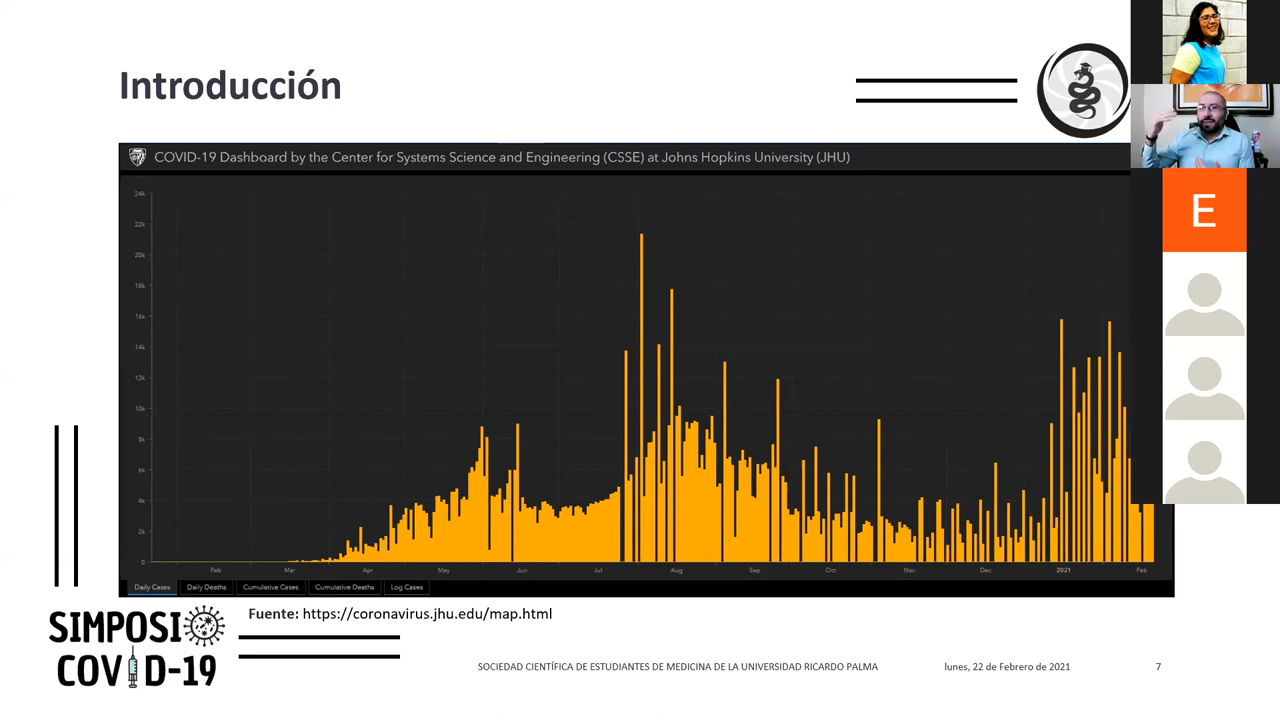 Introducción
COVID-19 Dashboard by the Center for Systems Science and Engineering (CSSE) at Johns Hopkins University (JHU)
24k
22k
20k
18k
16k
14k
12k
10k
8k
6k
4k
2k
0
Feb Mar Apr May Jun Jul Aug Sep Oct Nov Dec 2021 Feb
Daily Cases Daily Deaths Cumulative Cases Cumulative Deaths Log Cases
Fuente: https://coronavirus.jhu.edu/map.html
SIMPOSI
COV D-19
SOCIEDAD CIENTÍFICA DE ESTUDIANTES DE MEDICINA DE LA UNIVERSIDAD RICARDO PALMA lunes, 22 de Febrero de 2021 7
E